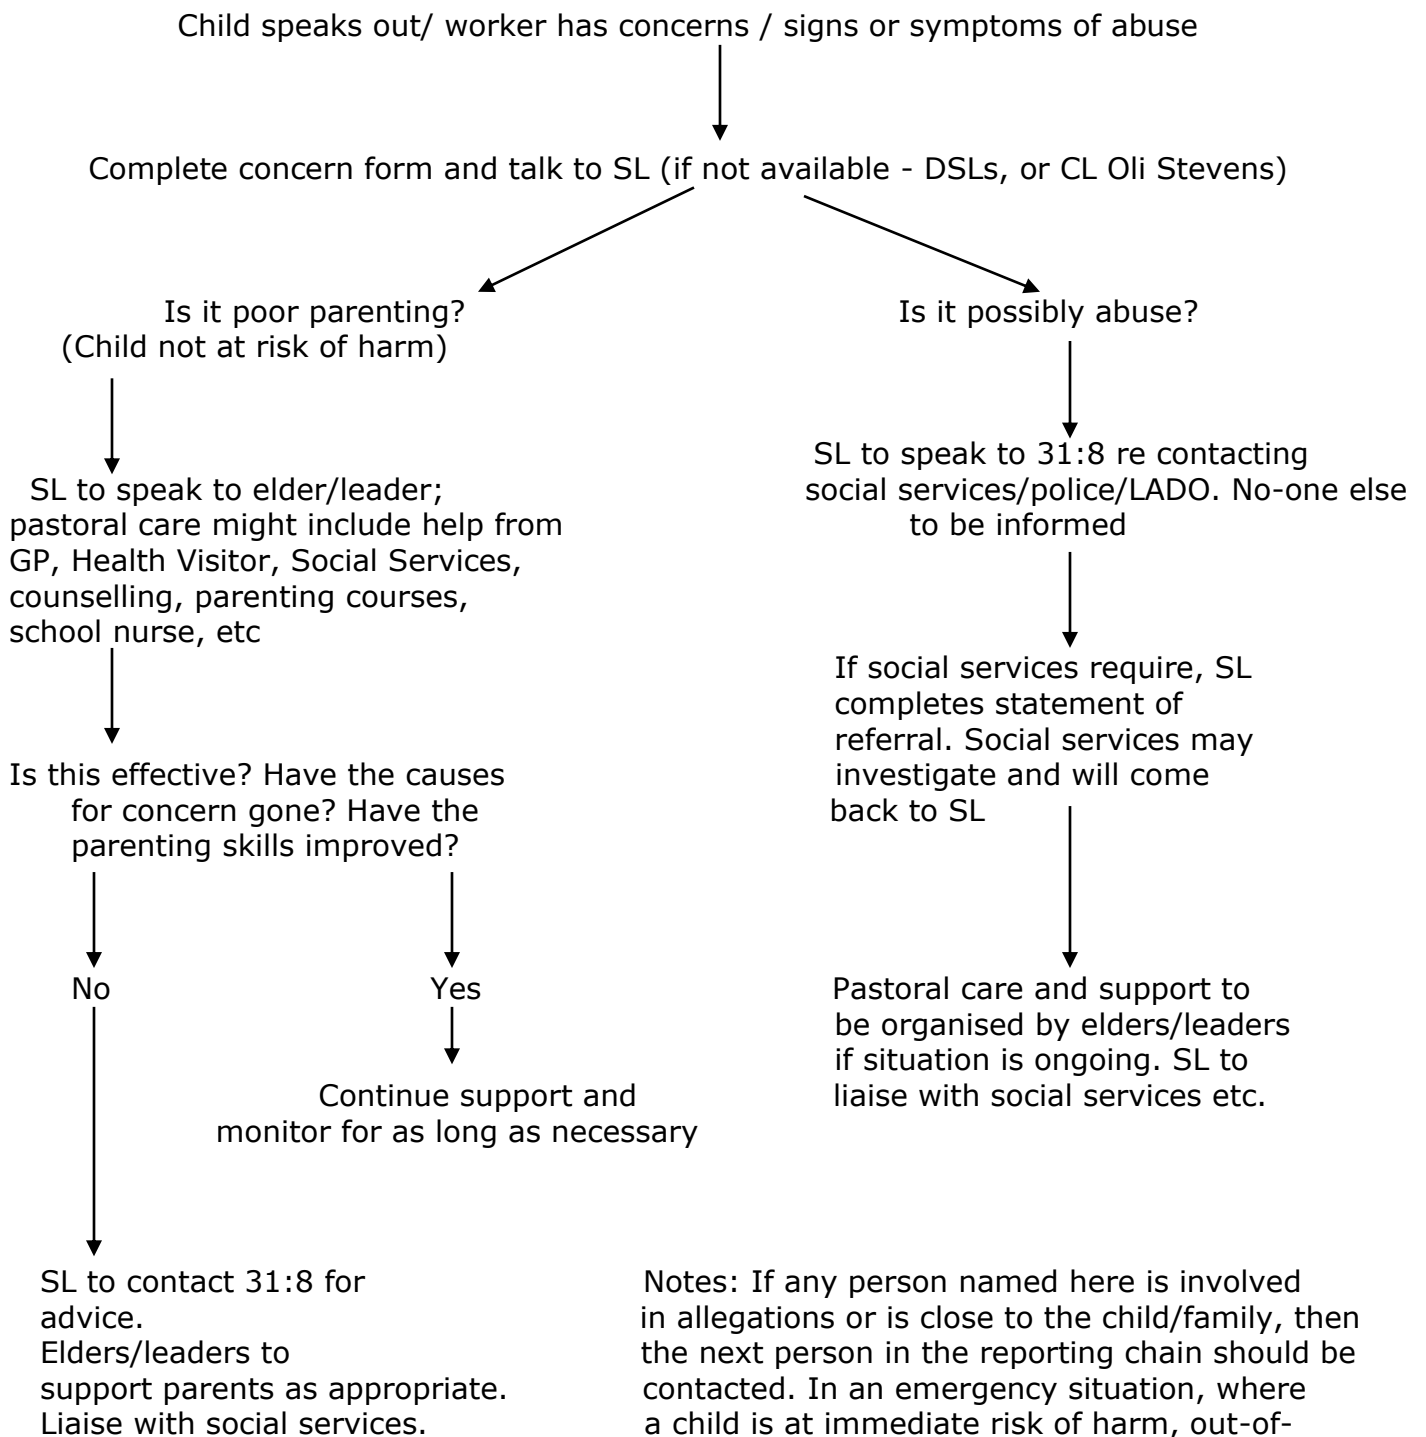 Child speaks out/ worker has concerns / signs or symptoms of abuse
Complete concern form and talk to SL (if not available - DSLs, or CL Oli Stevens)
Is it poor parenting?
(Child not at risk of harm)
Is it possibly abuse?
SL to speak to elder/leader;
pastoral care might include help from
GP, Health Visitor, Social Services,
counselling, parenting courses,
school nurse, etc
SL to speak to 31:8 re contacting
social services/police/LADO. No-one else
to be informed
If social services require, SL
completes statement of
referral. Social services may
investigate and will come
back to SL
Is this effective? Have the causes
for concern gone? Have the
parenting skills improved?
No
Yes
Continue support and
monitor for as long as necessary
Pastoral care and support to
be organised by elders/leaders
if situation is ongoing. SL to
liaise with social services etc.
SL to contact 31:8 for
advice.
Elders/leaders to
support parents as appropriate.
Liaise with social services.
Notes: If any person named here is involved
in allegations or is close to the child/family, then
the next person in the reporting chain should be
contacted. In an emergency situation, where
a child is at immediate risk of harm, out-of-